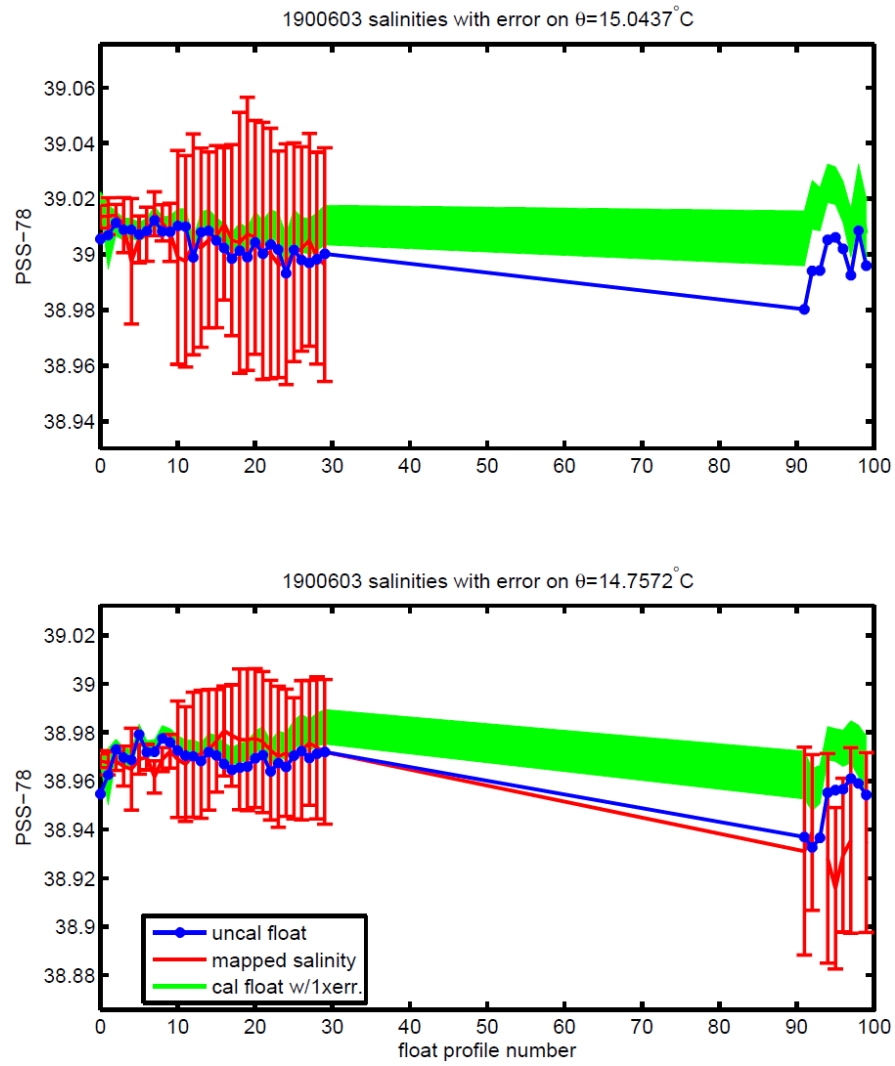 1900603 salinities with error on θ=15.0437°C
39.06
39.04
39.02
39
38.98
38.96
38.94
PSS−78
0 10 20 30 40 50 60 70 80 90 100
1900603 salinities with error on θ=14.7572°C
39.02
39
38.98
38.96
38.94
38.92
38.9
38.88
PSS−78
uncal float
mapped salinity
cal float w/1xerr.
0 10 20 30 40 50 60 70 80 90 100
float profile number